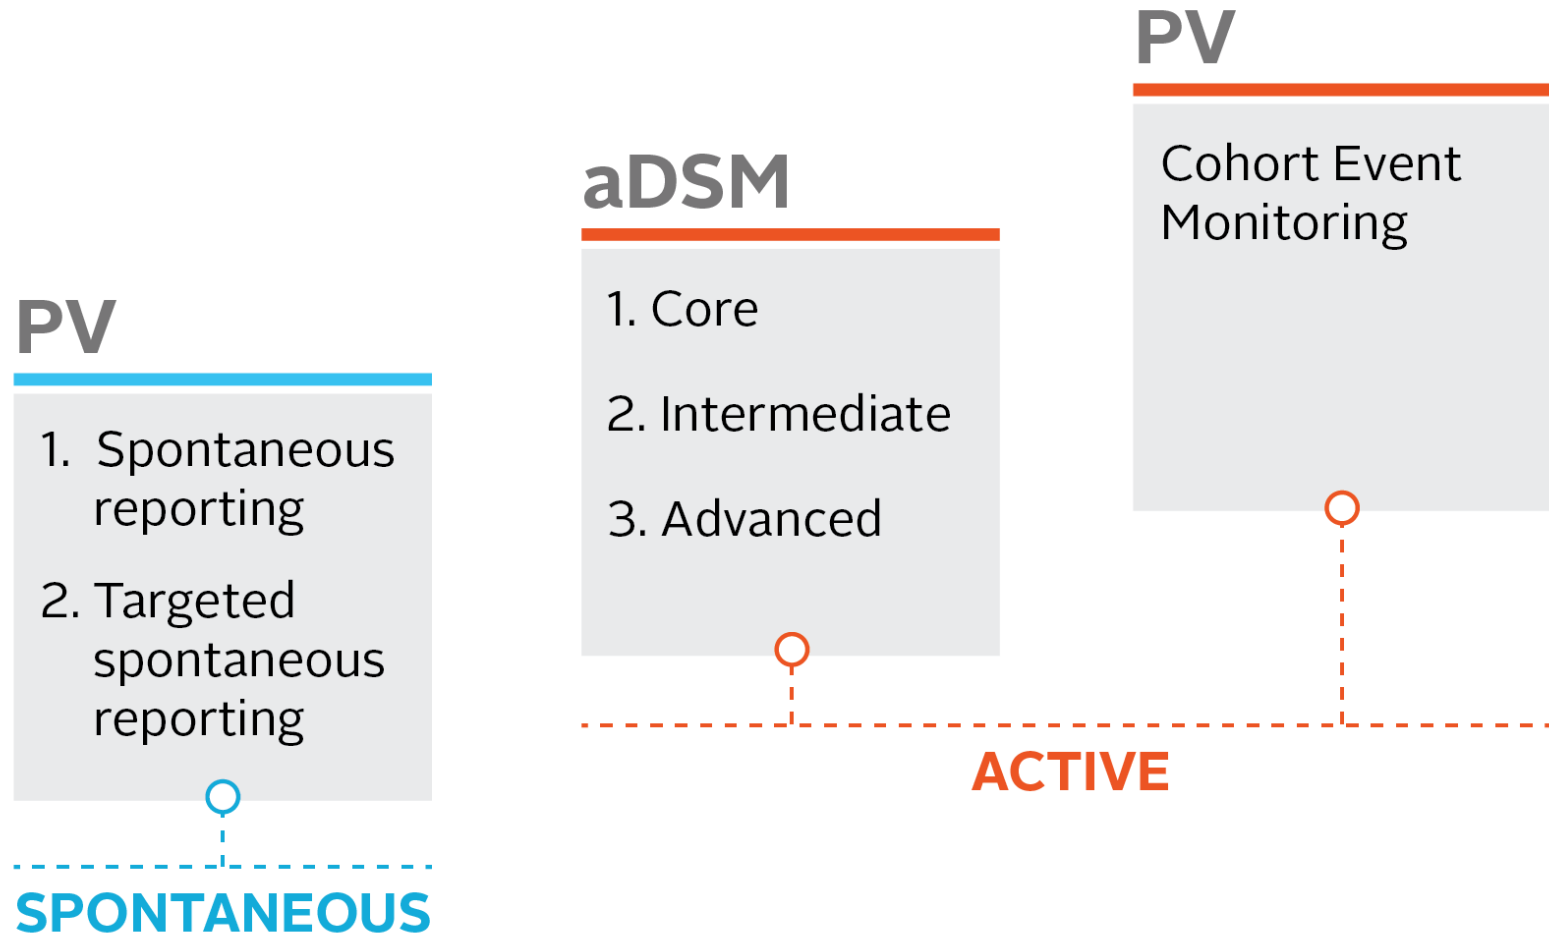 PV
1. Spontaneous
reporting
2. Targeted
spontaneous
reporting
SPONTANEOUS
aDSM
1. Core
2. Intermediate
3. Advanced
PV
Cohort Event
Monitoring
ACTIVE